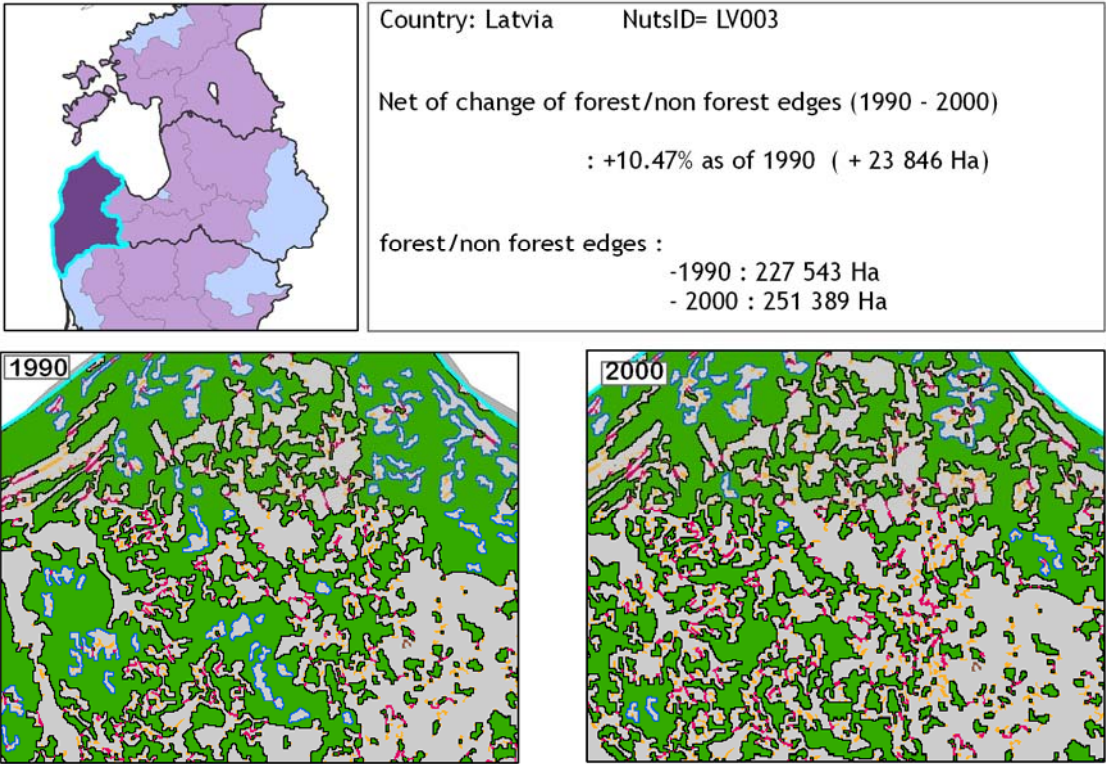 Country: Latvia NutsID= LV003
Net of change of forest/non forest edges (1990 - 2000)
: +10.47% as of 1990 ( + 23 846 Ha)
forest/non forest edges :
-1990 : 227 543 Ha
- 2000 : 251 389 Ha
1990
2000